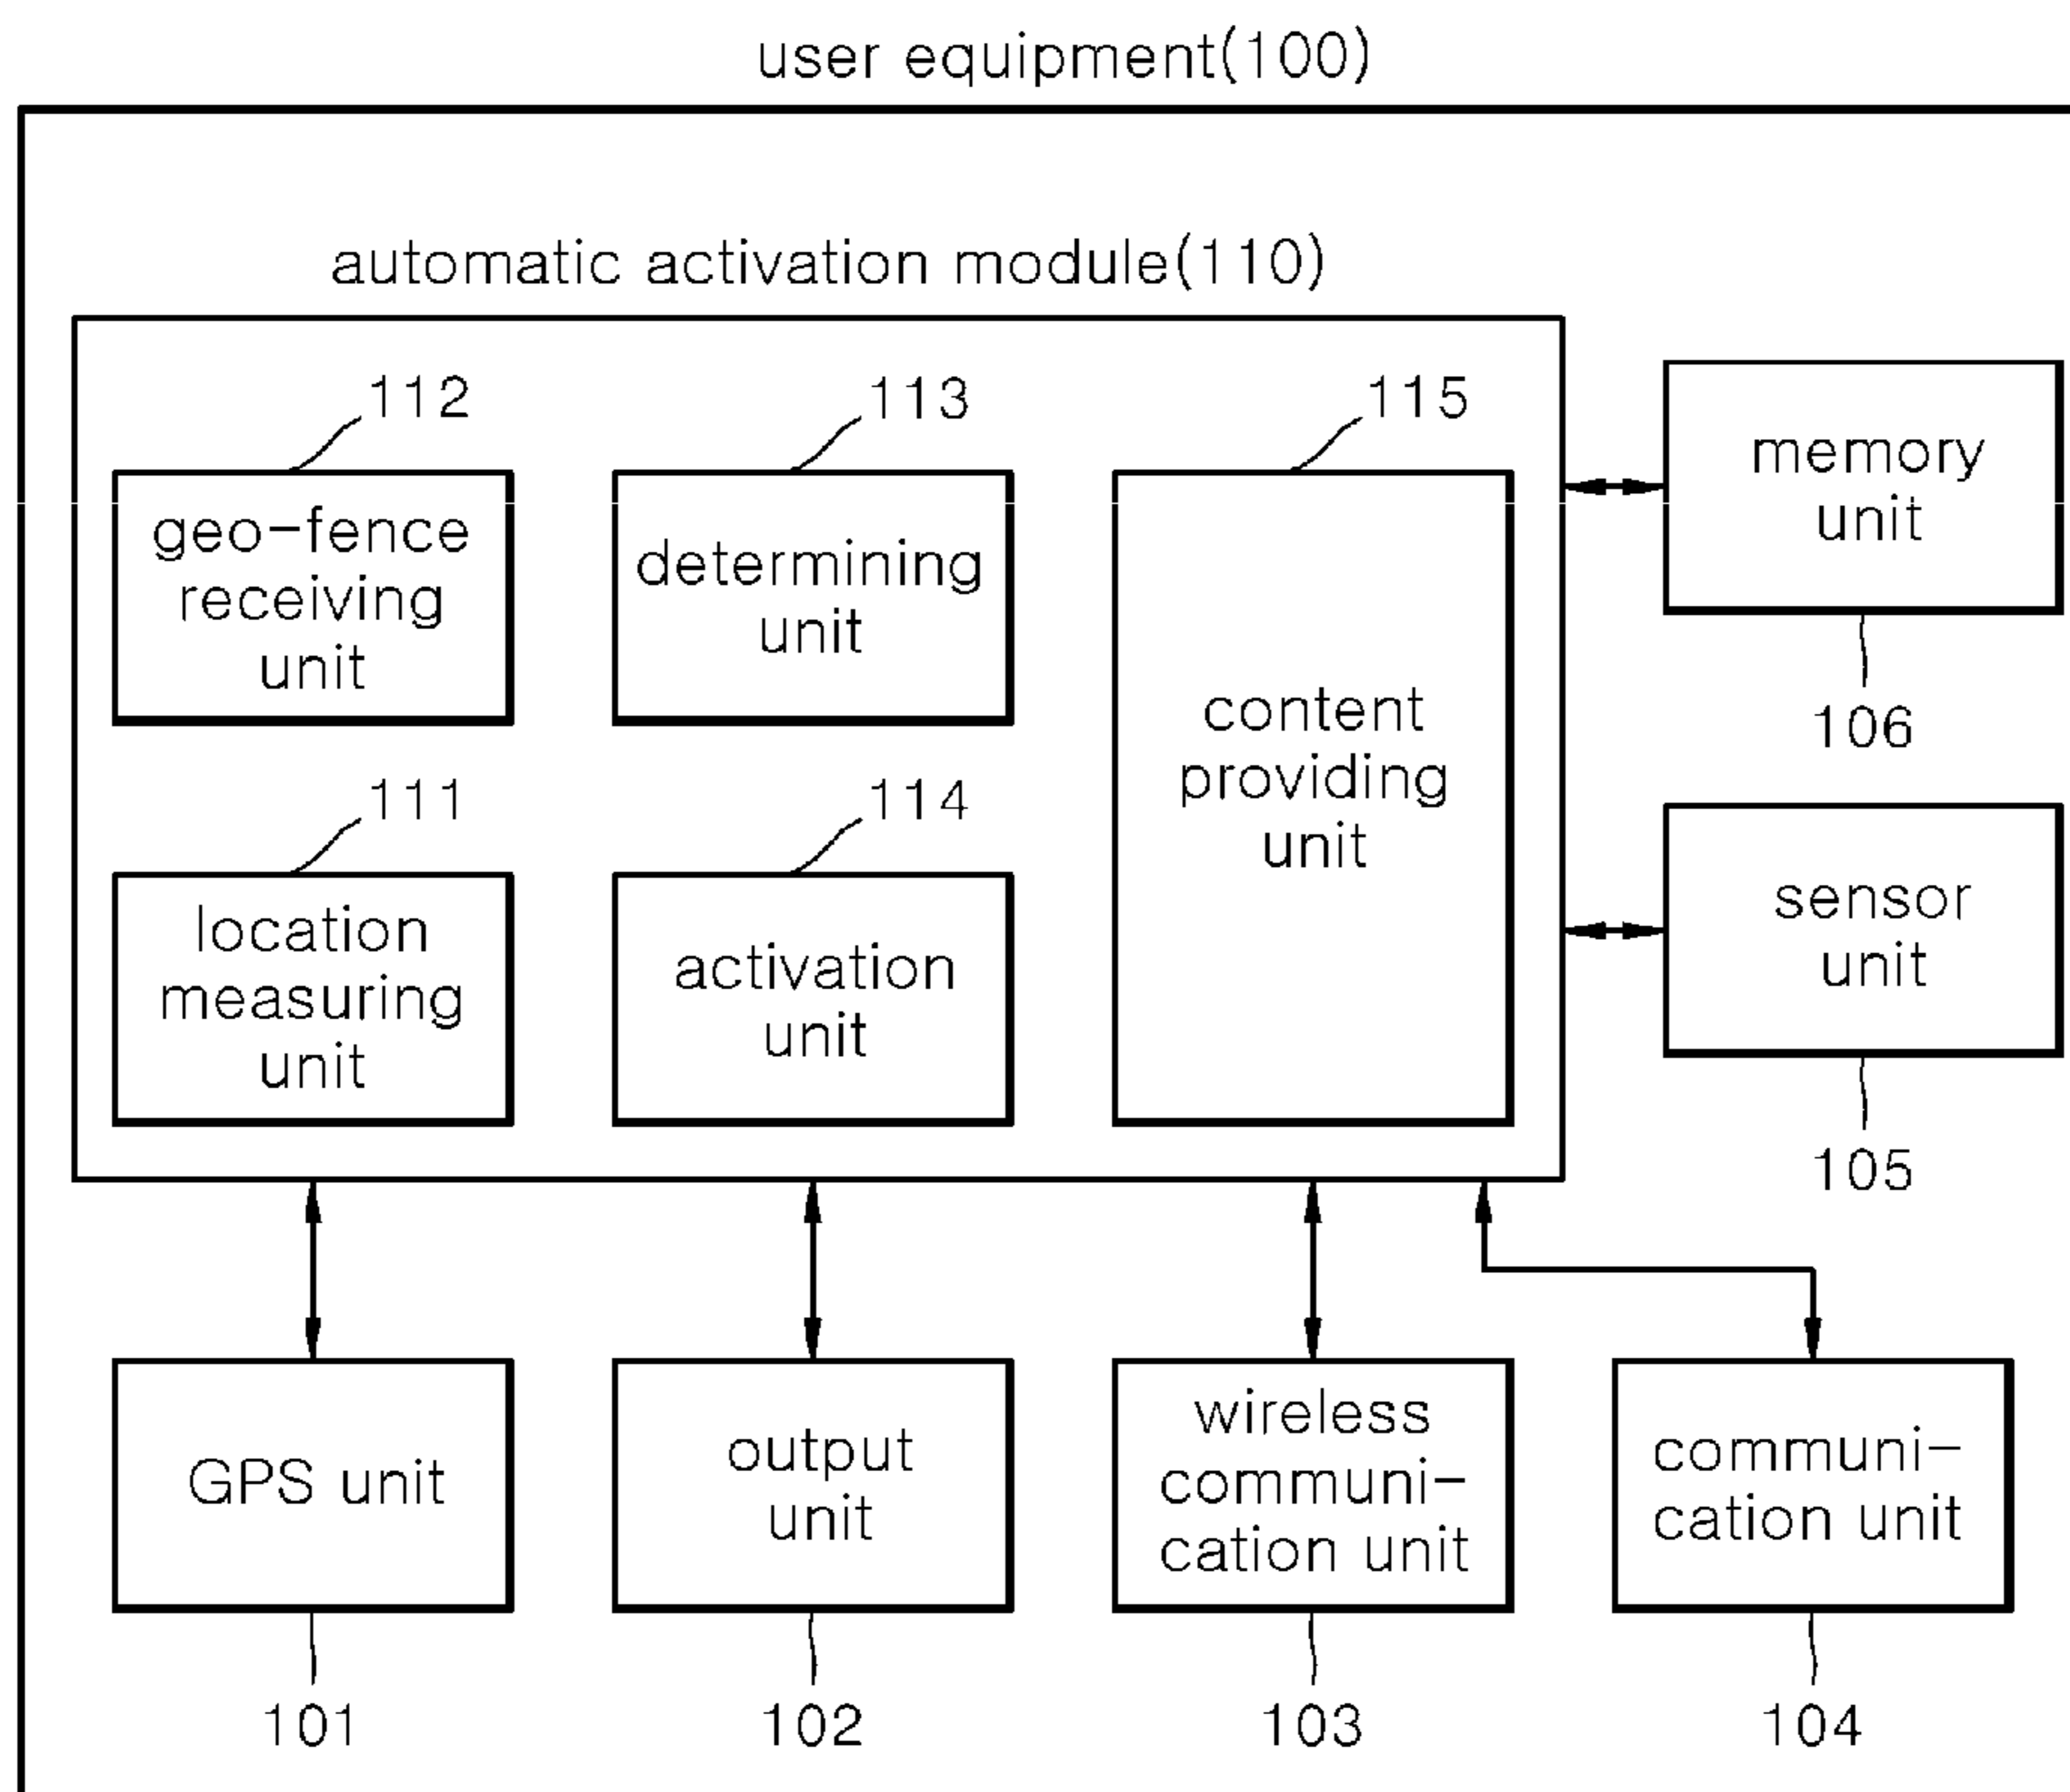 user equipment(100)
automatic activation module(110)
112
geo-fence
receiving
unit
113
determining
unit
115
content
providing
unit
memory
unit
106
111
location
measuring
unit
114
activation
unit
sensor
unit
105
GPS unit
101
output
unit
102
wireless
communi-
cation unit
103
communi-
cation unit
104